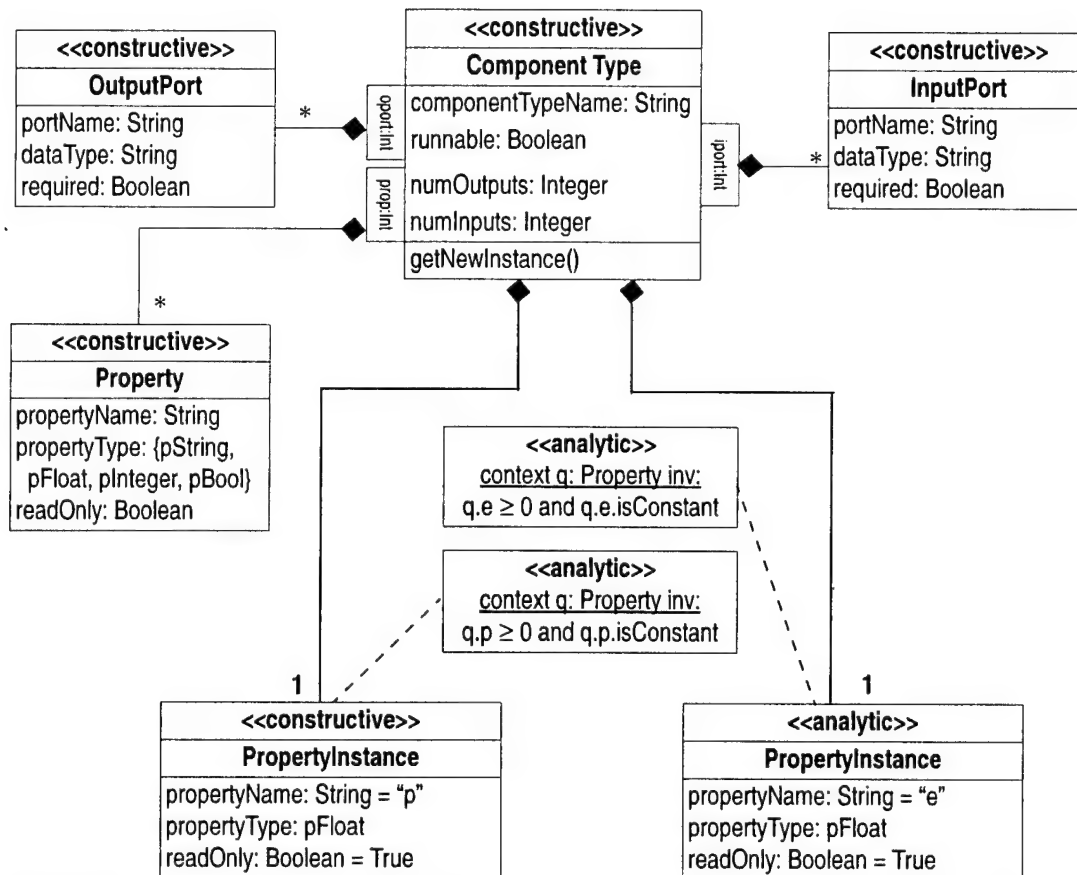 <<constructive>>
OutputPort
portName: String
dataType: String
required: Boolean
*
<<constructive>>
Component Type
componentTypeName: String
runnable: Boolean
numOutputs: Integer
numInputs: Integer
getNewInstance()
oport:Int
prop:Int
iport:Int
*
<<constructive>>
InputPort
portName: String
dataType: String
required: Boolean
*
<<constructive>>
Property
propertyName: String
propertyType: {pString,
pFloat, pInteger, pBool}
readOnly: Boolean
<<analytic>>
context q: Property inv:
q.e ≥ 0 and q.e.isConstant
<<analytic>>
context q: Property inv:
q.p ≥ 0 and q.p.isConstant
1
<<constructive>>
PropertyInstance
propertyName: String = “p”
propertyType: pFloat
readOnly: Boolean = True
1
<<analytic>>
PropertyInstance
propertyName: String = “e”
propertyType: pFloat
readOnly: Boolean = True